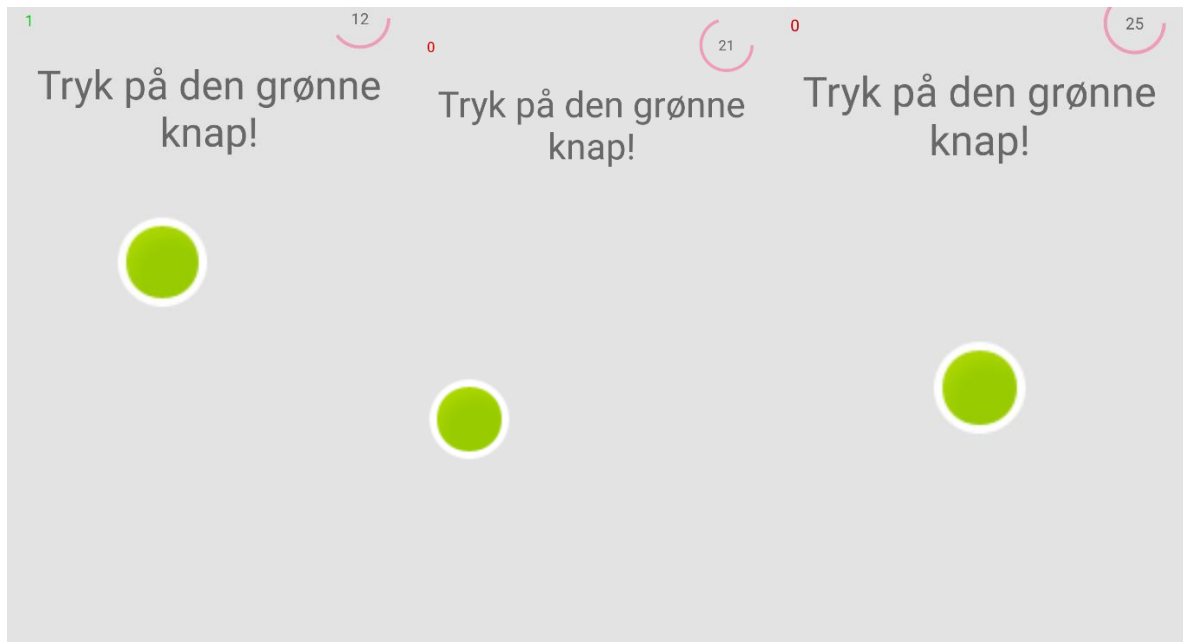 1
12
Tryk på den grønne
knap!
0
21
Tryk på den grønne
knap!
0
25
Tryk på den grønne
knap!